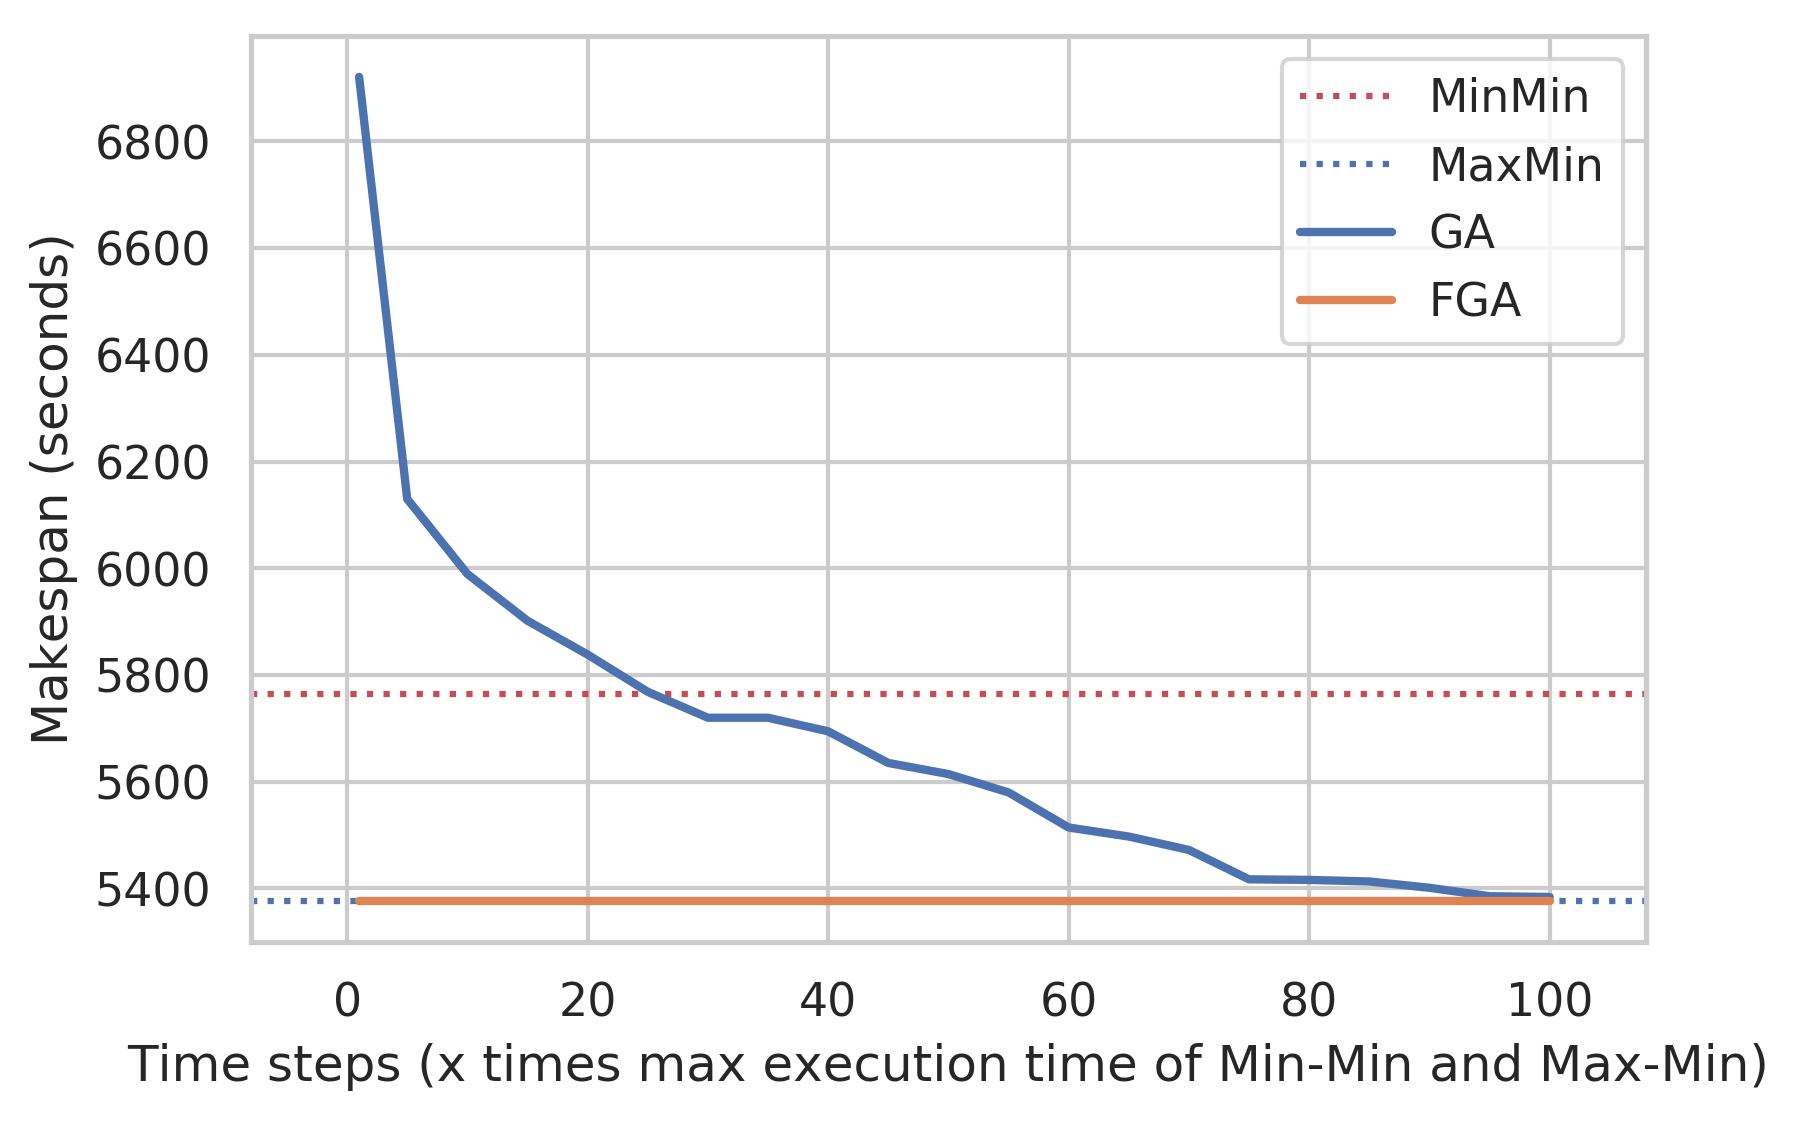 MinMin
MaxMin
GA
FGA
Makespan (seconds)
6800
6600
6400
6200
6000
5800
5600
5400
0 20 40 60 80 100
Time steps (x times max execution time of Min-Min and Max-Min)